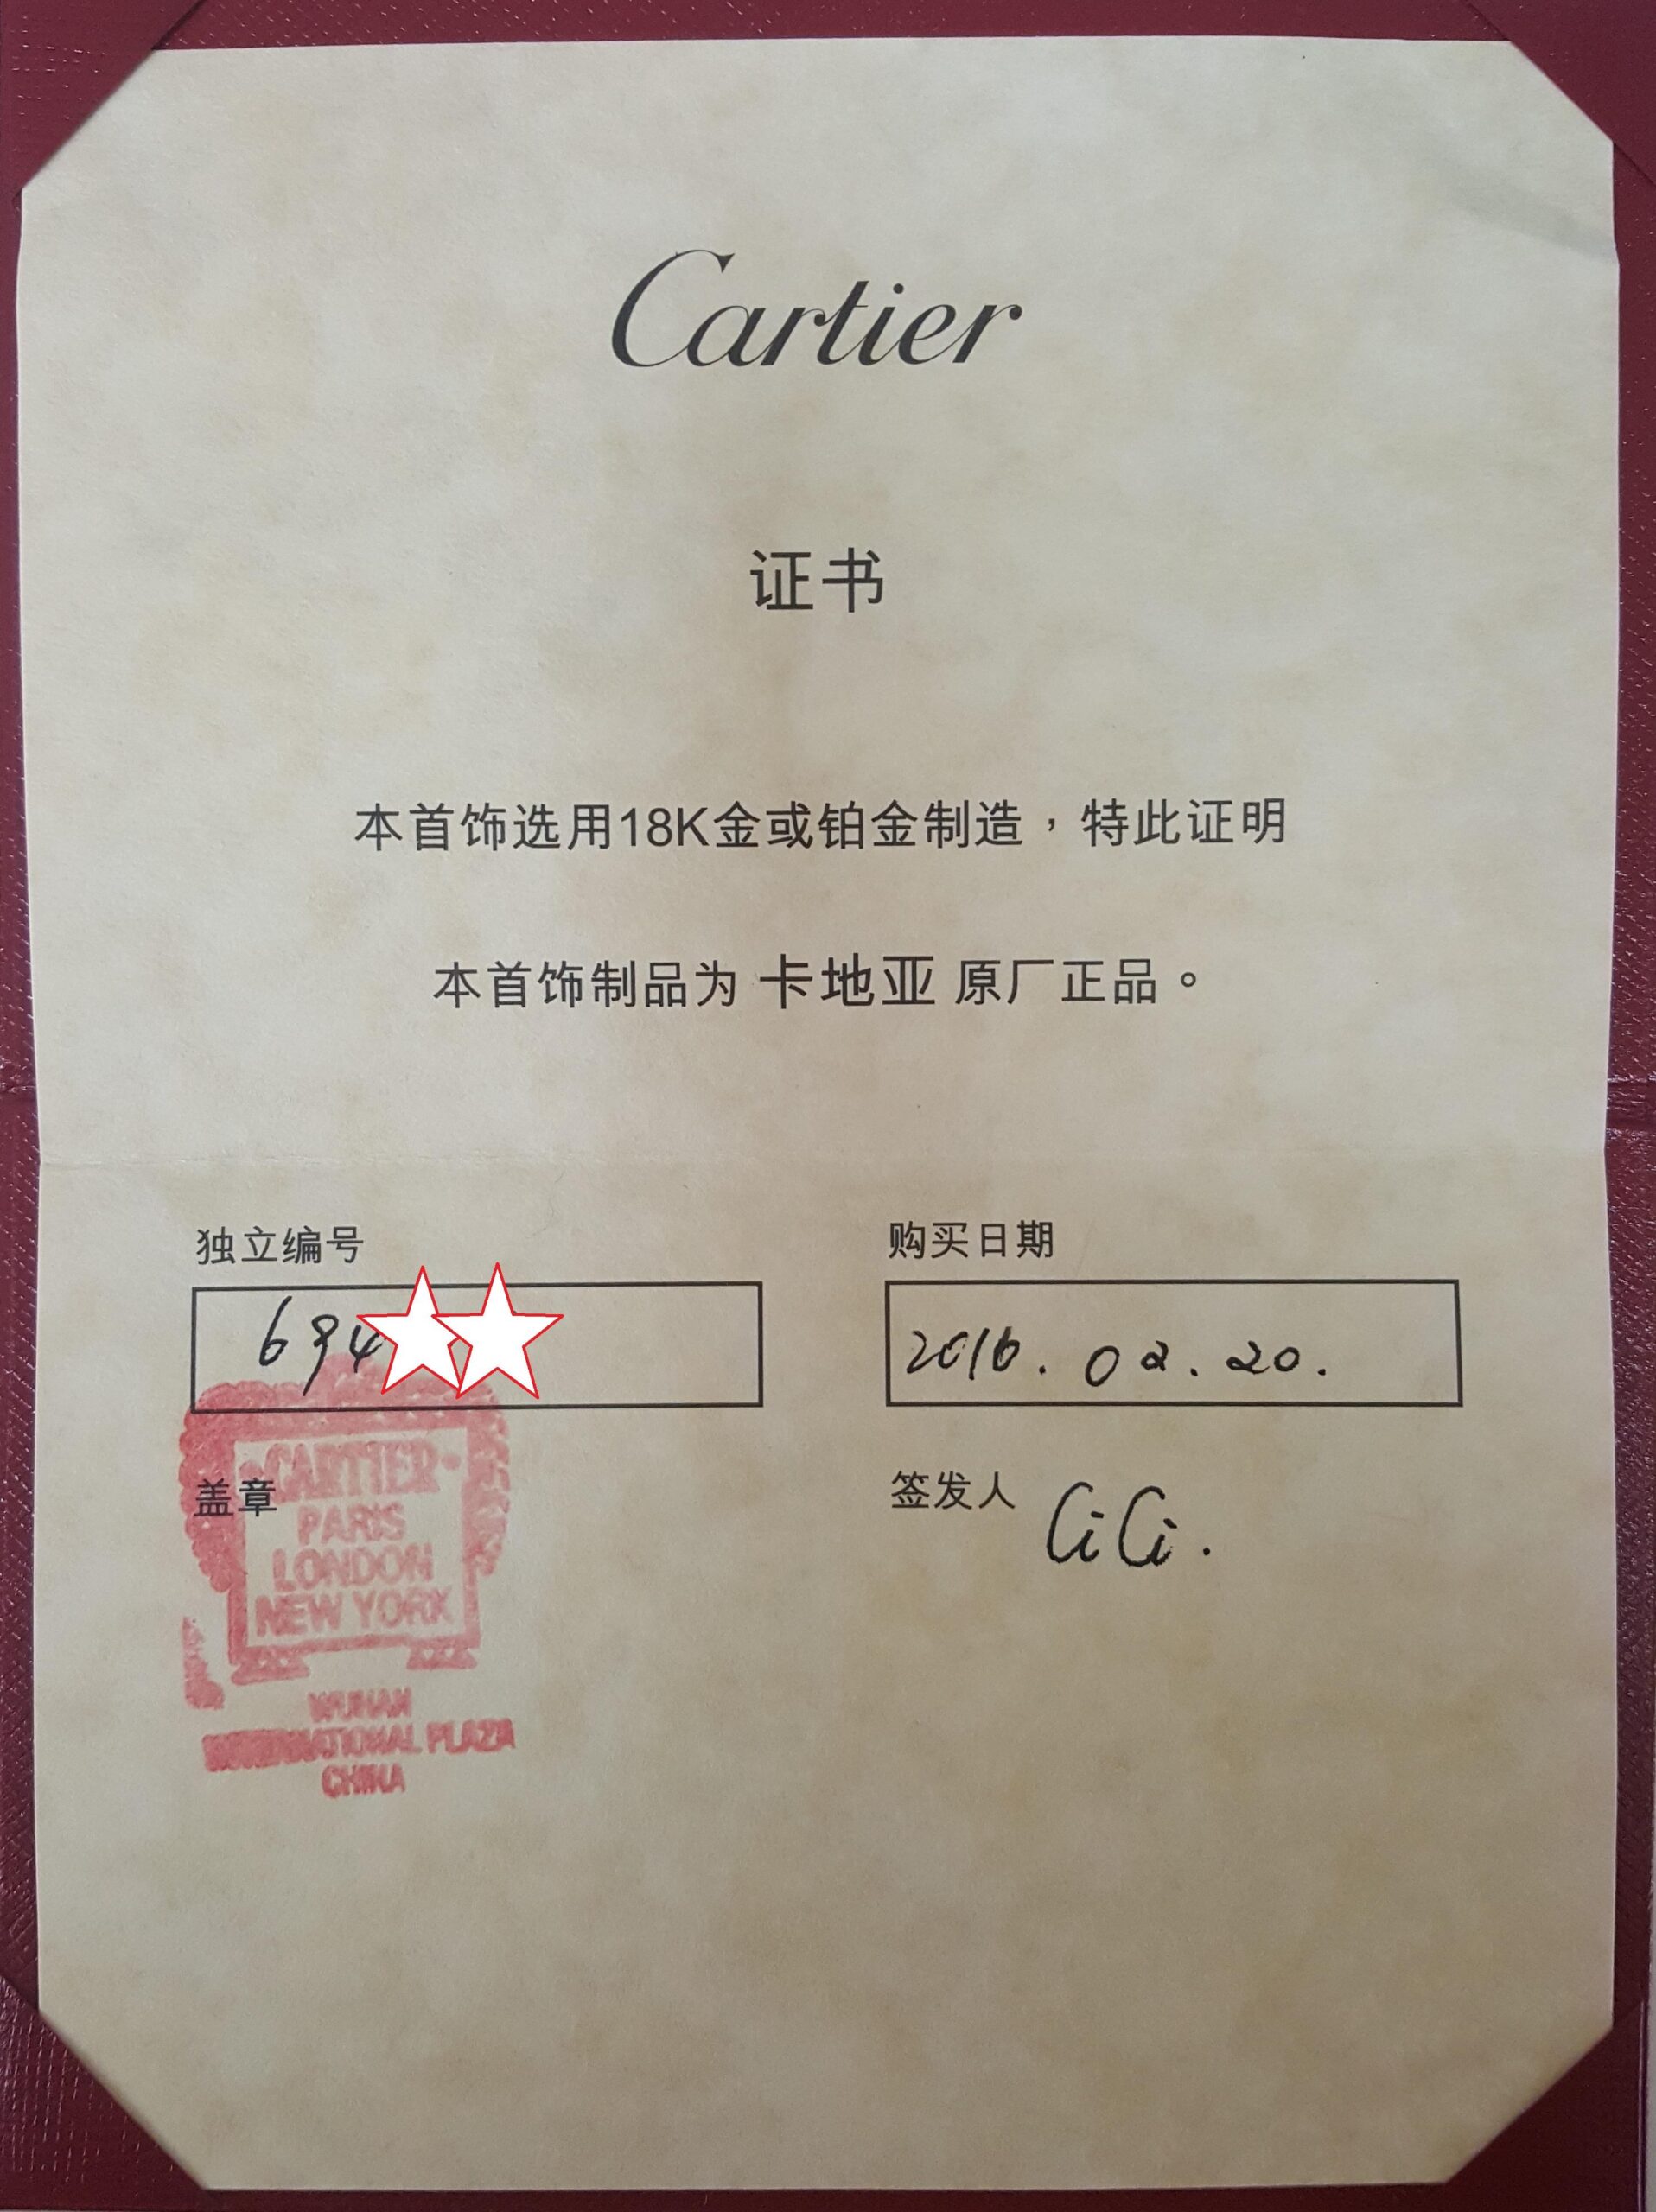 Cartier
证书
本首饰选用18K金或铂金制造，特此证明
本首饰制品为 卡地亚 原厂正品。
独立编号
购买日期
694
2016.02.20.
盖章
签发人 CiCi.
CARTIER
PARIS
LONDON
NEW YORK
WUHAN
INTERNATIONAL PLAZA
CHINA